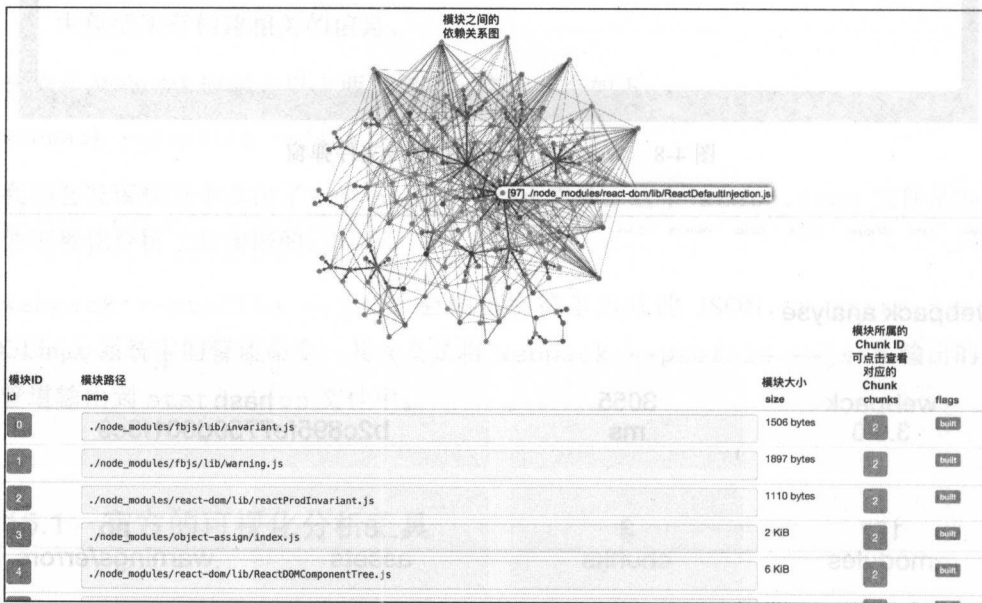 模块之间的
依赖关系图
[97] ./node_modules/react-dom/lib/ReactDefaultInjection.js
模块ID
id
模块路径
name
模块大小
size
模块所属的
Chunk ID
可点击查看
对应的
Chunk
chunks
flags
0 ./node_modules/fbjs/lib/invariant.js 1506 bytes 2 built
1 ./node_modules/fbjs/lib/warning.js 1897 bytes 2 built
2 ./node_modules/react-dom/lib/reactProdInvariant.js 1110 bytes 2 built
3 ./node_modules/object-assign/index.js 2 KiB 2 built
4 ./node_modules/react-dom/lib/ReactDOMComponentTree.js 6 KiB 2 built